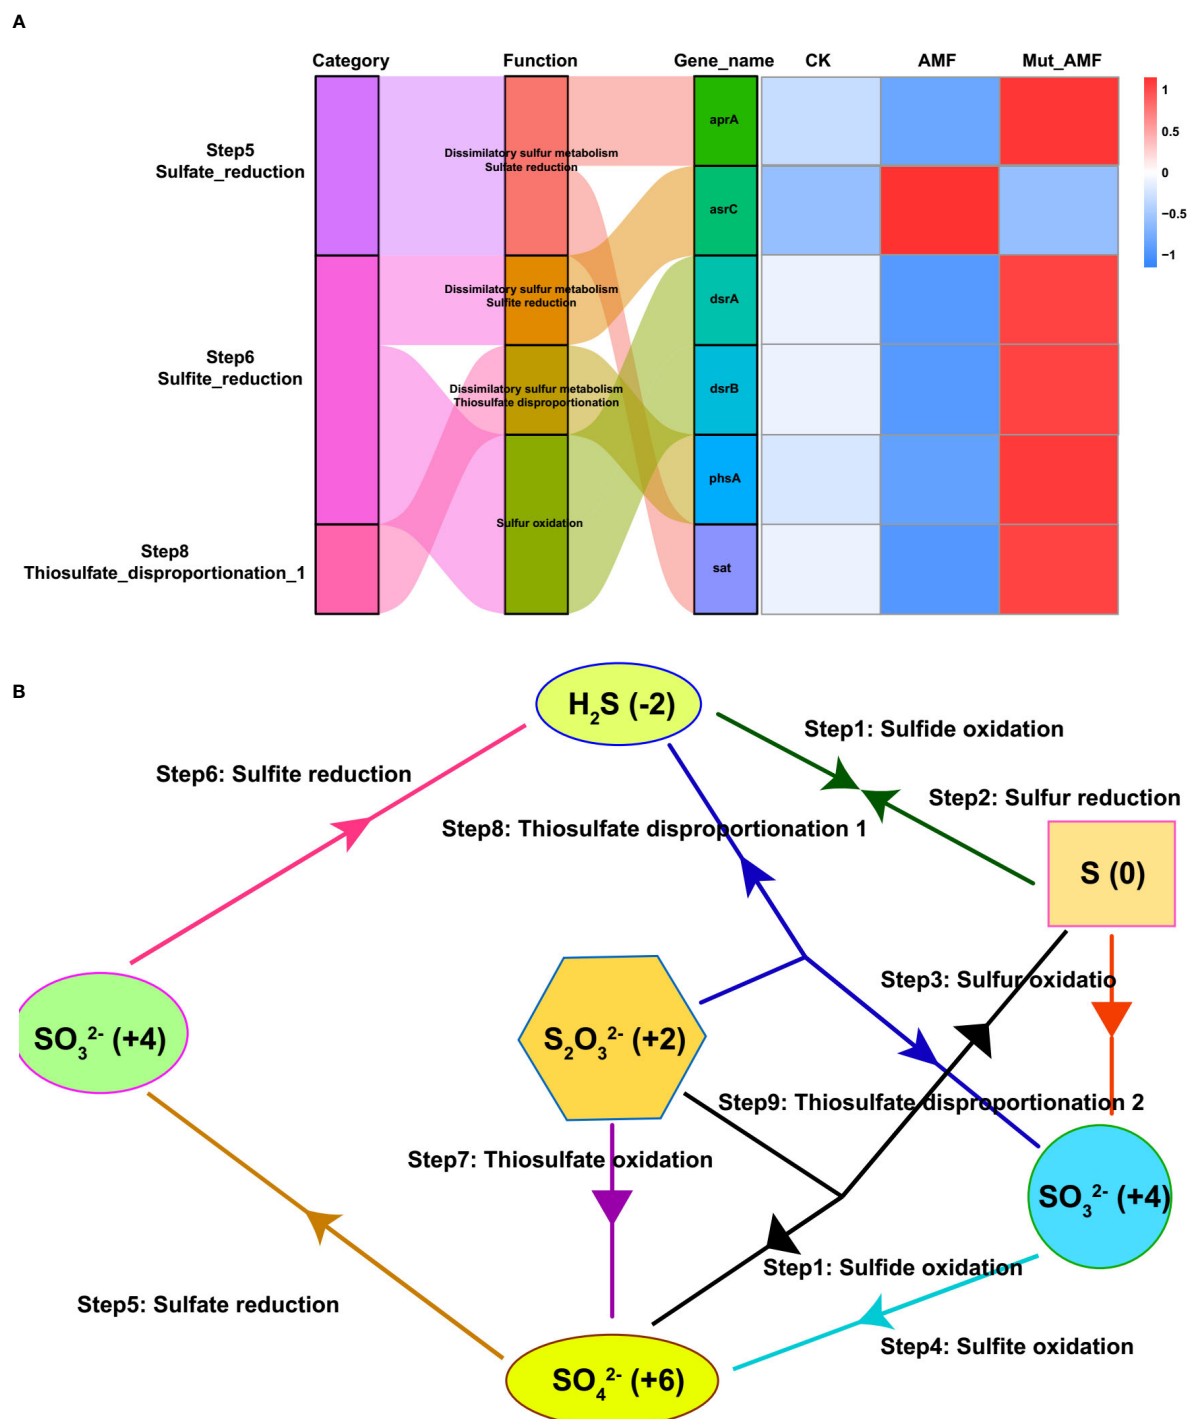 A
Category Function Gene_name CK AMF Mut_AMF
Step5
Sulfate_reduction
Step6
Sulfite_reduction
Step8
Thiosulfate_disproportionation_1
Dissimilatory sulfur metabolism
Sulfate reduction
Dissimilatory sulfur metabolism
Sulfite reduction
Dissimilatory sulfur metabolism
Thiosulfate disproportionation
Sulfur oxidation
aprA
asrC
dsrA
dsrB
phsA
sat
1
0.5
0
−0.5
−1
B
H₂S (-2)
Step1: Sulfide oxidation
Step6: Sulfite reduction
Step2: Sulfur reduction
Step8: Thiosulfate disproportionation 1
S (0)
Step3: Sulfur oxidatio
SO₃²⁻ (+4)
S₂O₃²⁻ (+2)
Step9: Thiosulfate disproportionation 2
Step7: Thiosulfate oxidation
SO₃²⁻ (+4)
Step1: Sulfide oxidation
Step5: Sulfate reduction
Step4: Sulfite oxidation
SO₄²⁻ (+6)